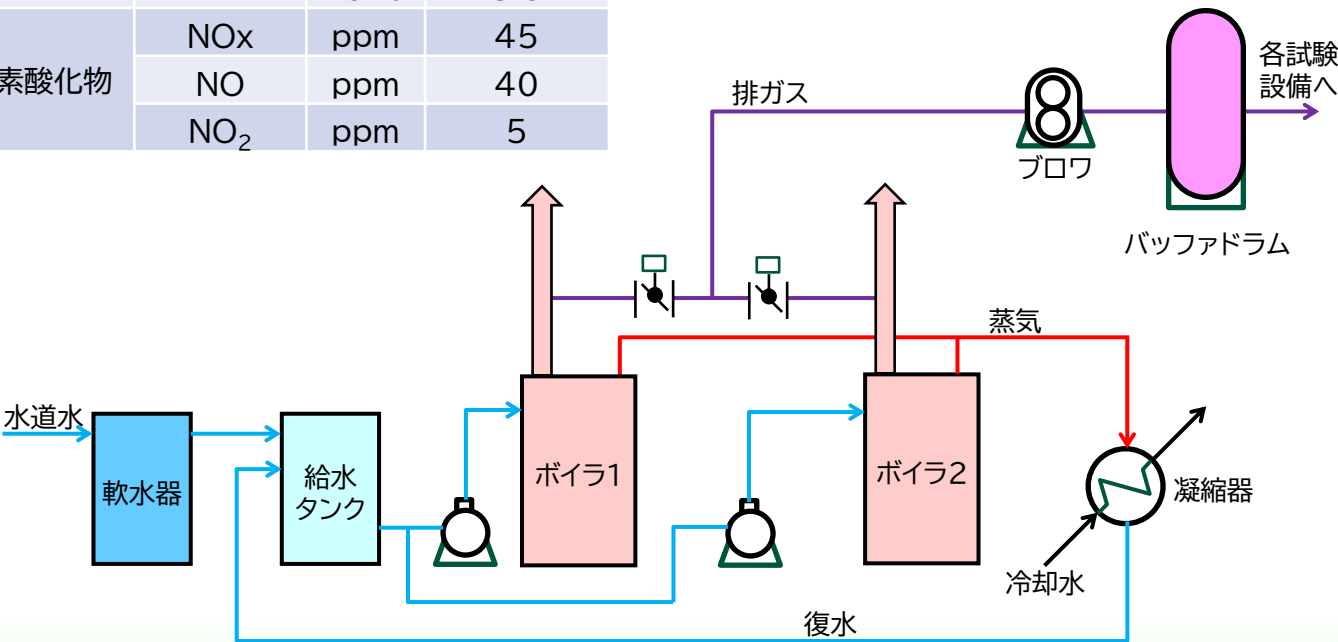 NOx ppm 45
素酸化物
NO ppm 40
NO₂ ppm 5
排ガス
各試験
設備へ
ブロワ
バッファドラム
蒸気
水道水
軟水器
給水
タンク
ボイラ1
ボイラ2
凝縮器
冷却水
復水